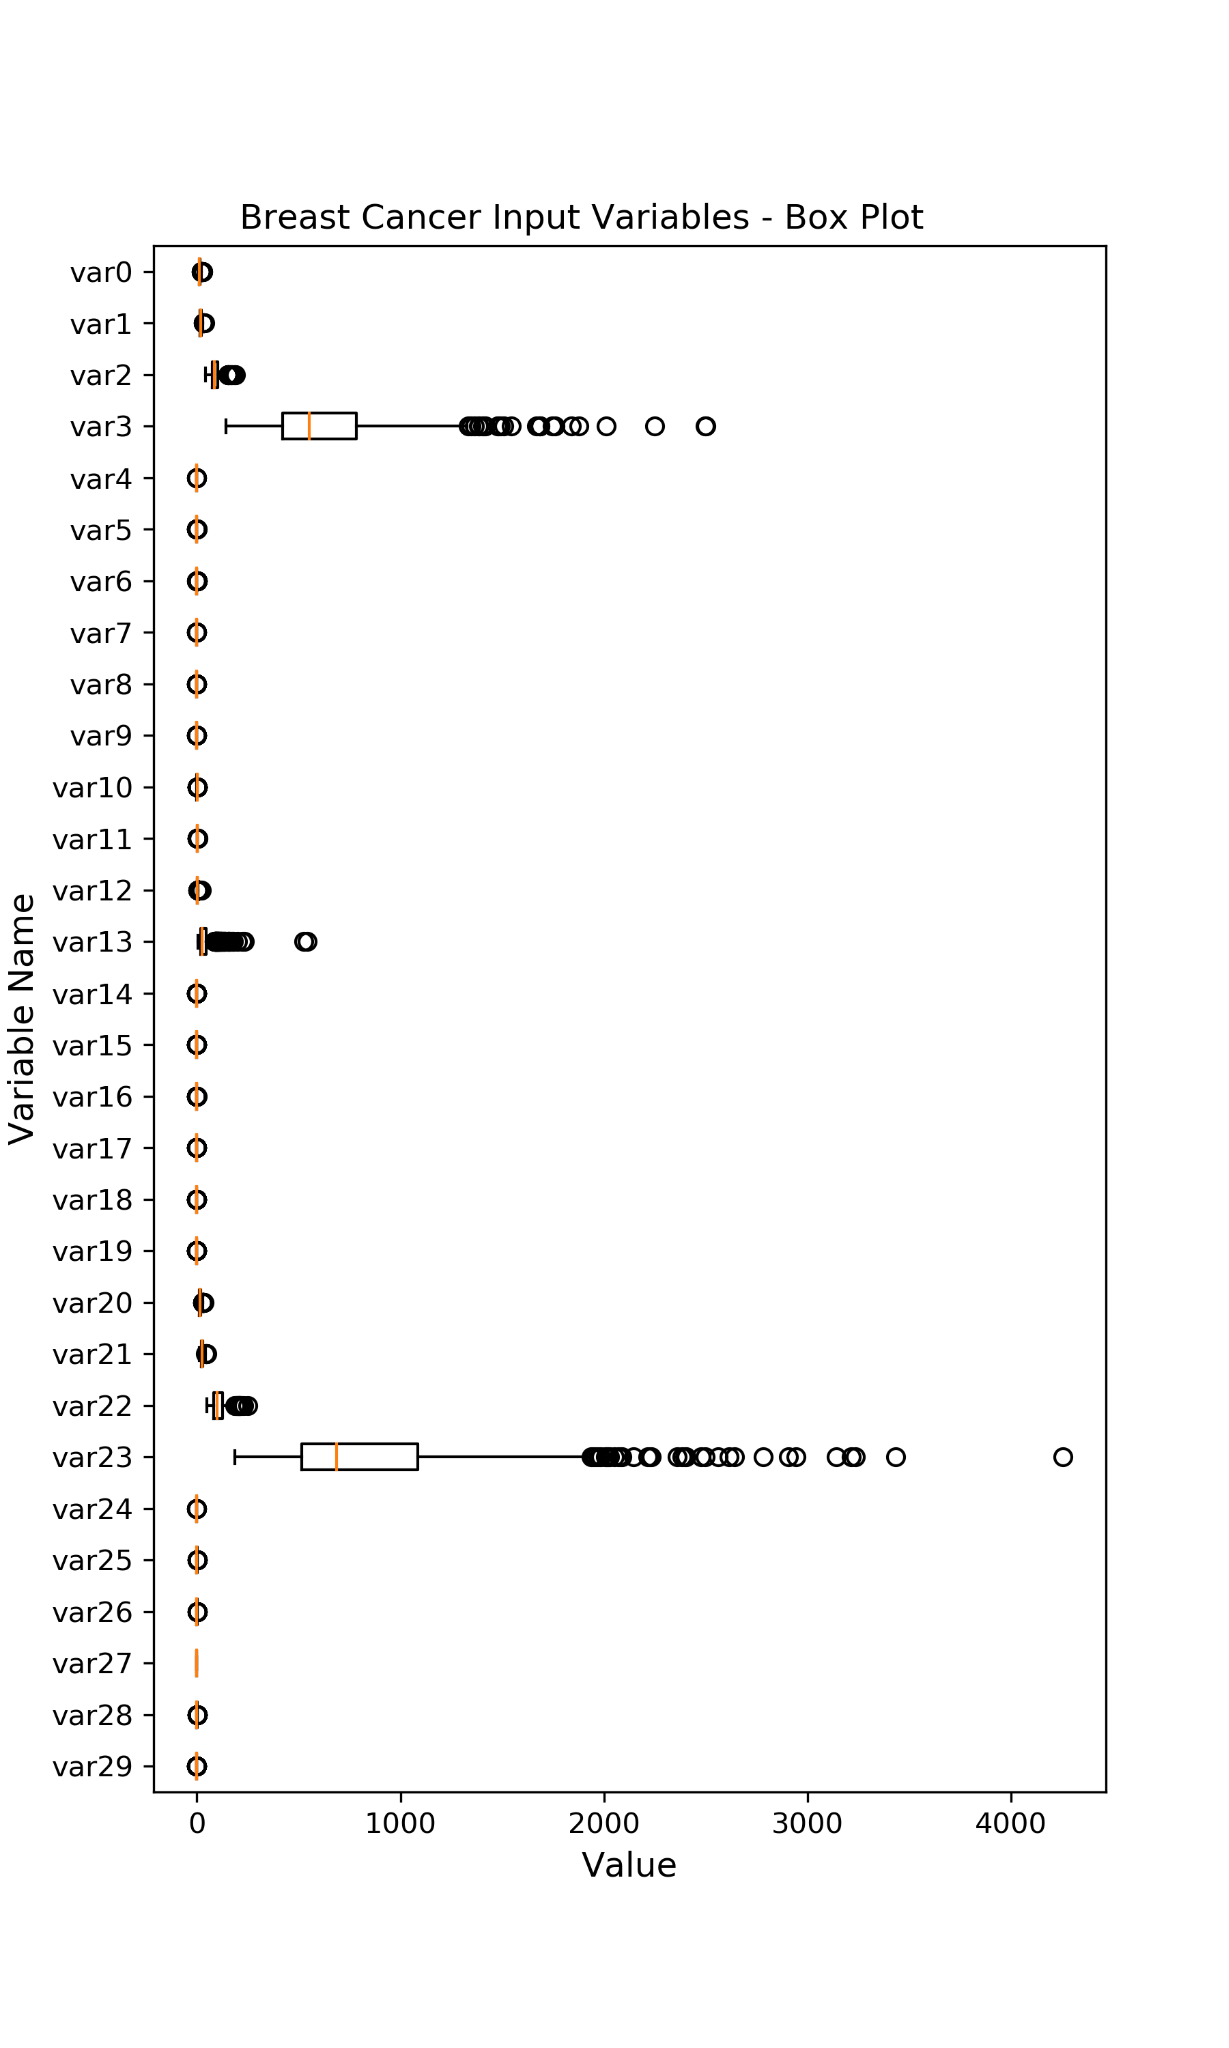 Breast Cancer Input Variables - Box Plot
var0
var1
var2
var3
var4
var5
var6
var7
var8
var9
var10
var11
var12
var13
var14
var15
var16
var17
var18
var19
var20
var21
var22
var23
var24
var25
var26
var27
var28
var29
Variable Name
0 1000 2000 3000 4000
Value